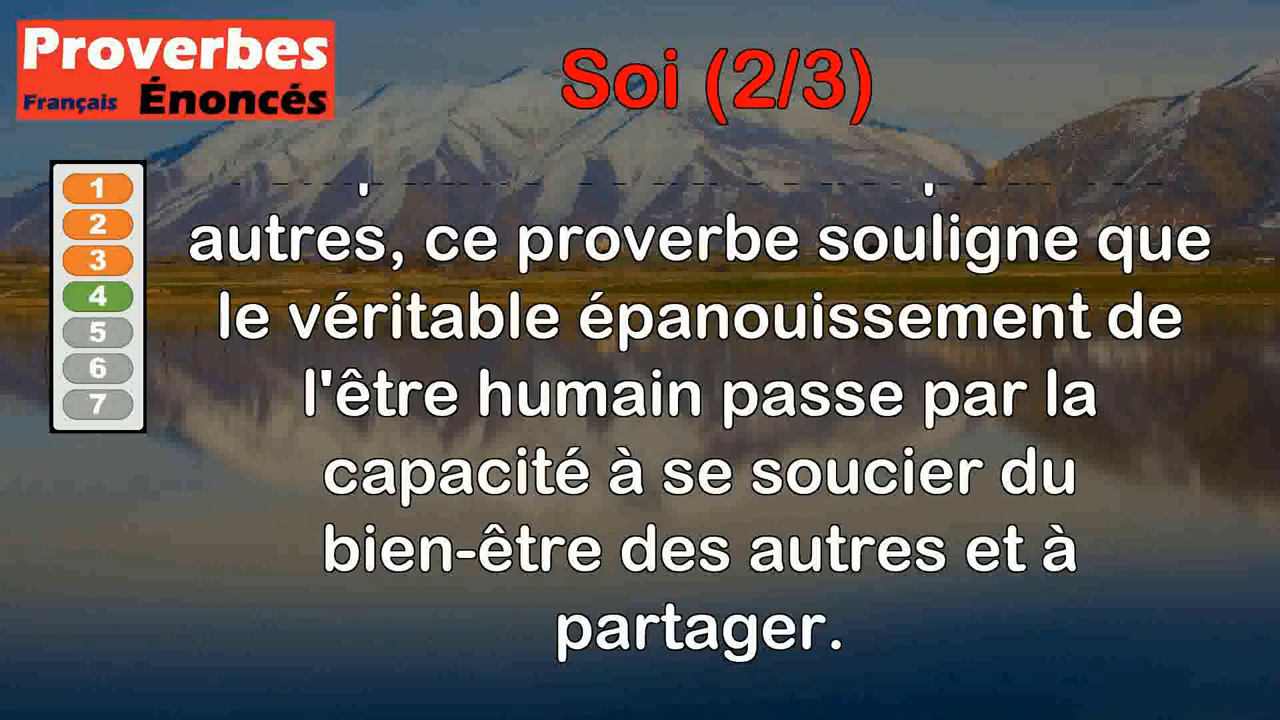 Proverbes
Français Énoncés
Soi (2/3)
1
2
3
4
5
6
7
autres, ce proverbe souligne que
le véritable épanouissement de
l'être humain passe par la
capacité à se soucier du
bien-être des autres et à
partager.